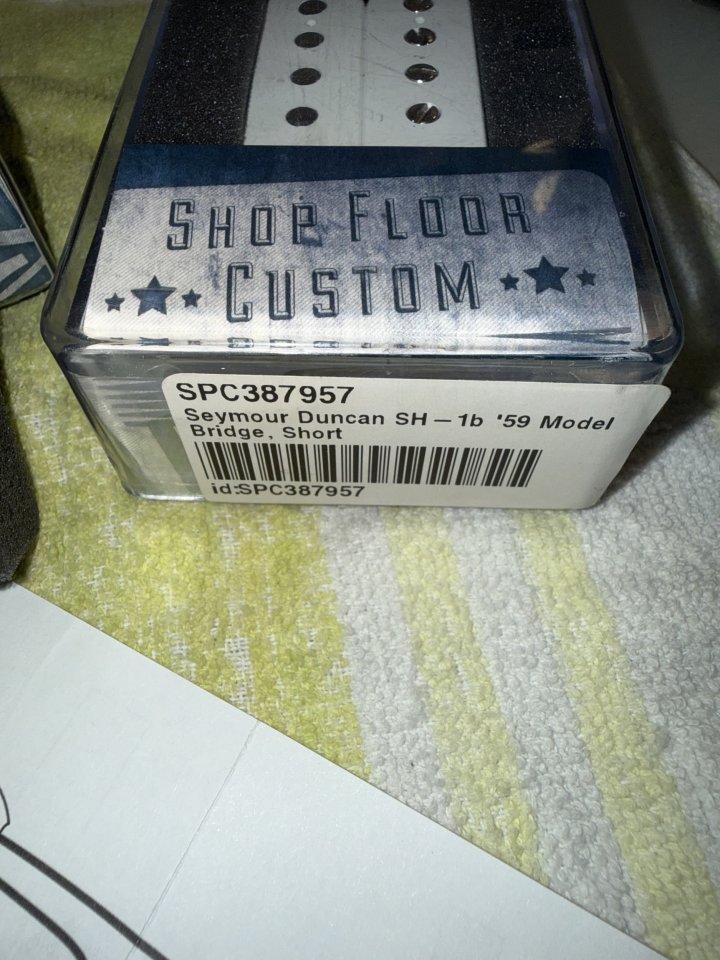 SHOP FLOOR
CUSTOM
SPC387957
Seymour Duncan SH-1b '59 Model
Bridge, Short
id:SPC387957